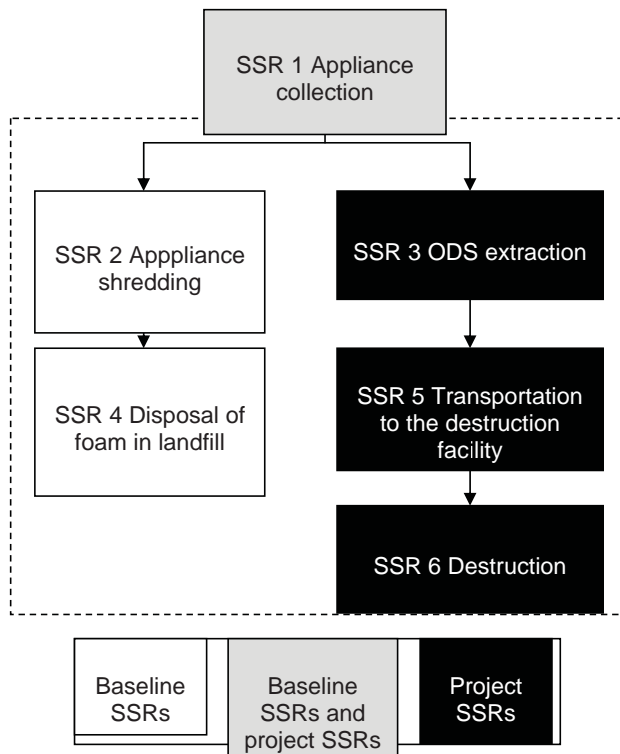 SSR 1 Appliance
collection
SSR 2 Apppliance
shredding
SSR 3 ODS extraction
SSR 4 Disposal of
foam in landfill
SSR 5 Transportation
to the destruction
facility
SSR 6 Destruction
Baseline
SSRs
Baseline
SSRs and
project SSRs
Project
SSRs